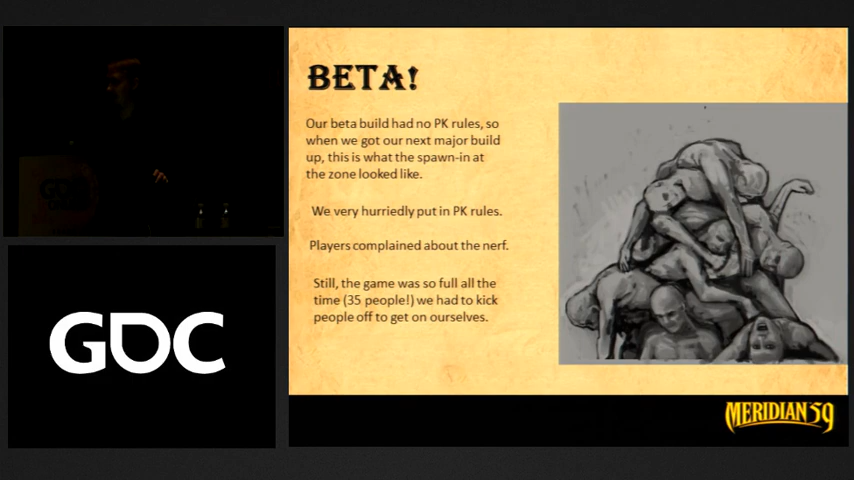 BETA!
Our beta build had no PK rules, so
when we got our next major build
up, this is what the spawn-in at
the zone looked like.
We very hurriedly put in PK rules.
Players complained about the nerf.
Still, the game was so full all the
time (35 people!) we had to kick
people off to get on ourselves.
GDC
MERIDIAN 59